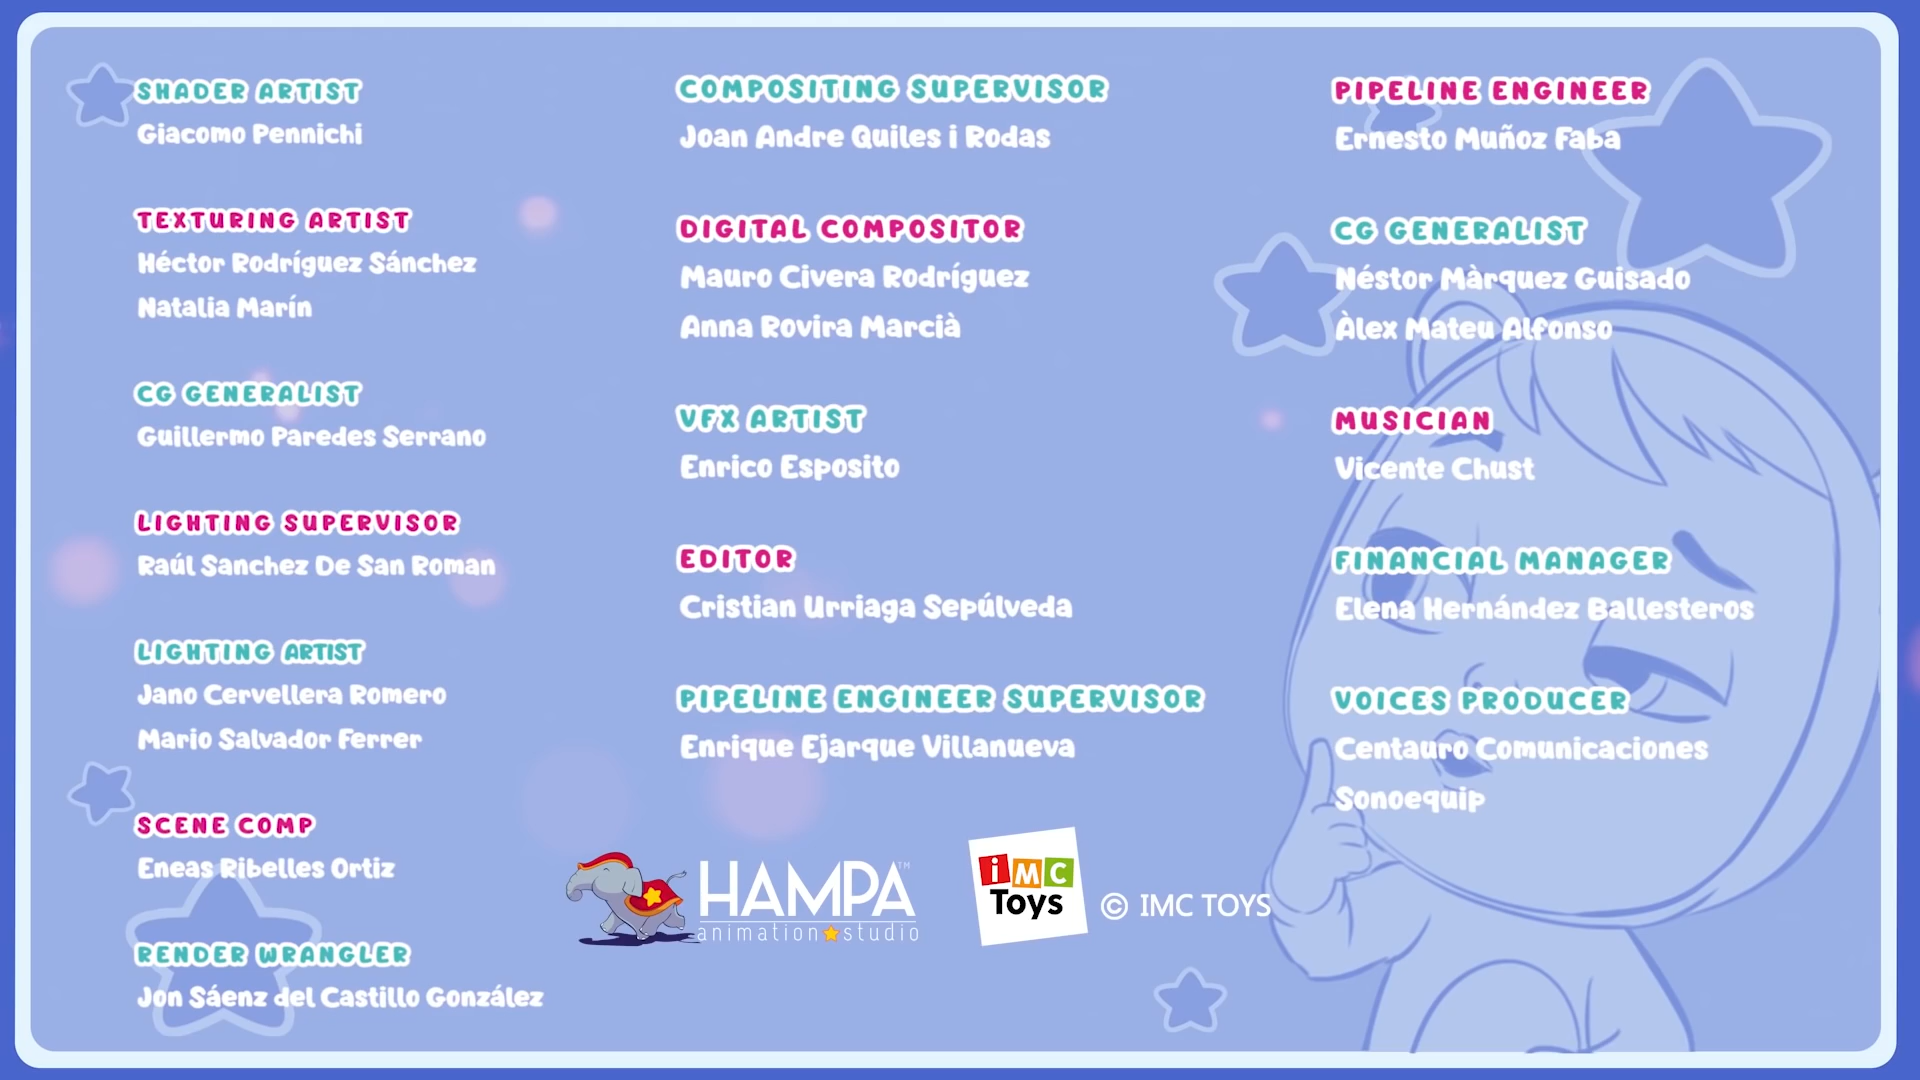 SHADER ARTIST
Giacomo Pennichi
TEXTURING ARTIST
Héctor Rodríguez Sánchez
Natalia Marín
CG GENERALIST
Guillermo Paredes Serrano
LIGHTING SUPERVISOR
Raúl Sanchez De San Roman
LIGHTING ARTIST
Jano Cervellera Romero
Mario Salvador Ferrer
SCENE COMP
Eneas Ribelles Ortiz
RENDER WRANGLER
Jon Sáenz del Castillo González
COMPOSITING SUPERVISOR
Joan Andre Quiles i Rodas
DIGITAL COMPOSITOR
Mauro Civera Rodríguez
Anna Rovira Marcià
VFX ARTIST
Enrico Esposito
EDITOR
Cristian Urriaga Sepúlveda
PIPELINE ENGINEER SUPERVISOR
Enrique Ejarque Villanueva
PIPELINE ENGINEER
Ernesto Muñoz Faba
CG GENERALIST
Néstor Màrquez Guisado
Àlex Mateu Alfonso
MUSICIAN
Vicente Chust
FINANCIAL MANAGER
Elena Hernández Ballesteros
VOICES PRODUCER
Centauro Comunicaciones
Sonoequip
HAMPA™
animation studio
iMC
Toys
© IMC TOYS